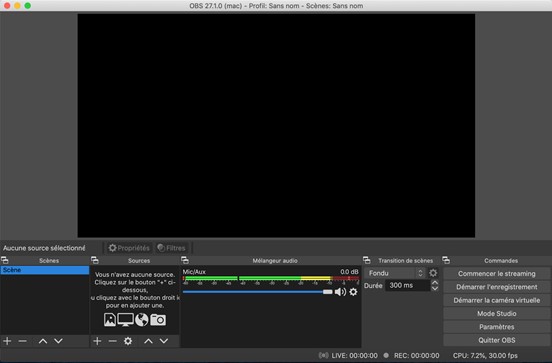 OBS 27.1.0 (mac) - Profil: Sans nom - Scènes: Sans nom
Aucune source sélectionné
Propriétés
Filtres
Scènes
Sources
Mélangeur audio
Transition de scènes
Commandes
Scène
Vous n'avez aucune source.
Cliquez sur le bouton "+" ci-
dessous,
u cliquez avec le bouton droit i
pour en ajouter une.
Mic/Aux
0.0 dB
Fondu
Durée
300 ms
Commencer le streaming
Démarrer l'enregistrement
Démarrer la caméra virtuelle
Mode Studio
Paramètres
Quitter OBS
LIVE: 00:00:00
REC: 00:00:00
CPU: 7.2%, 30.00 fps